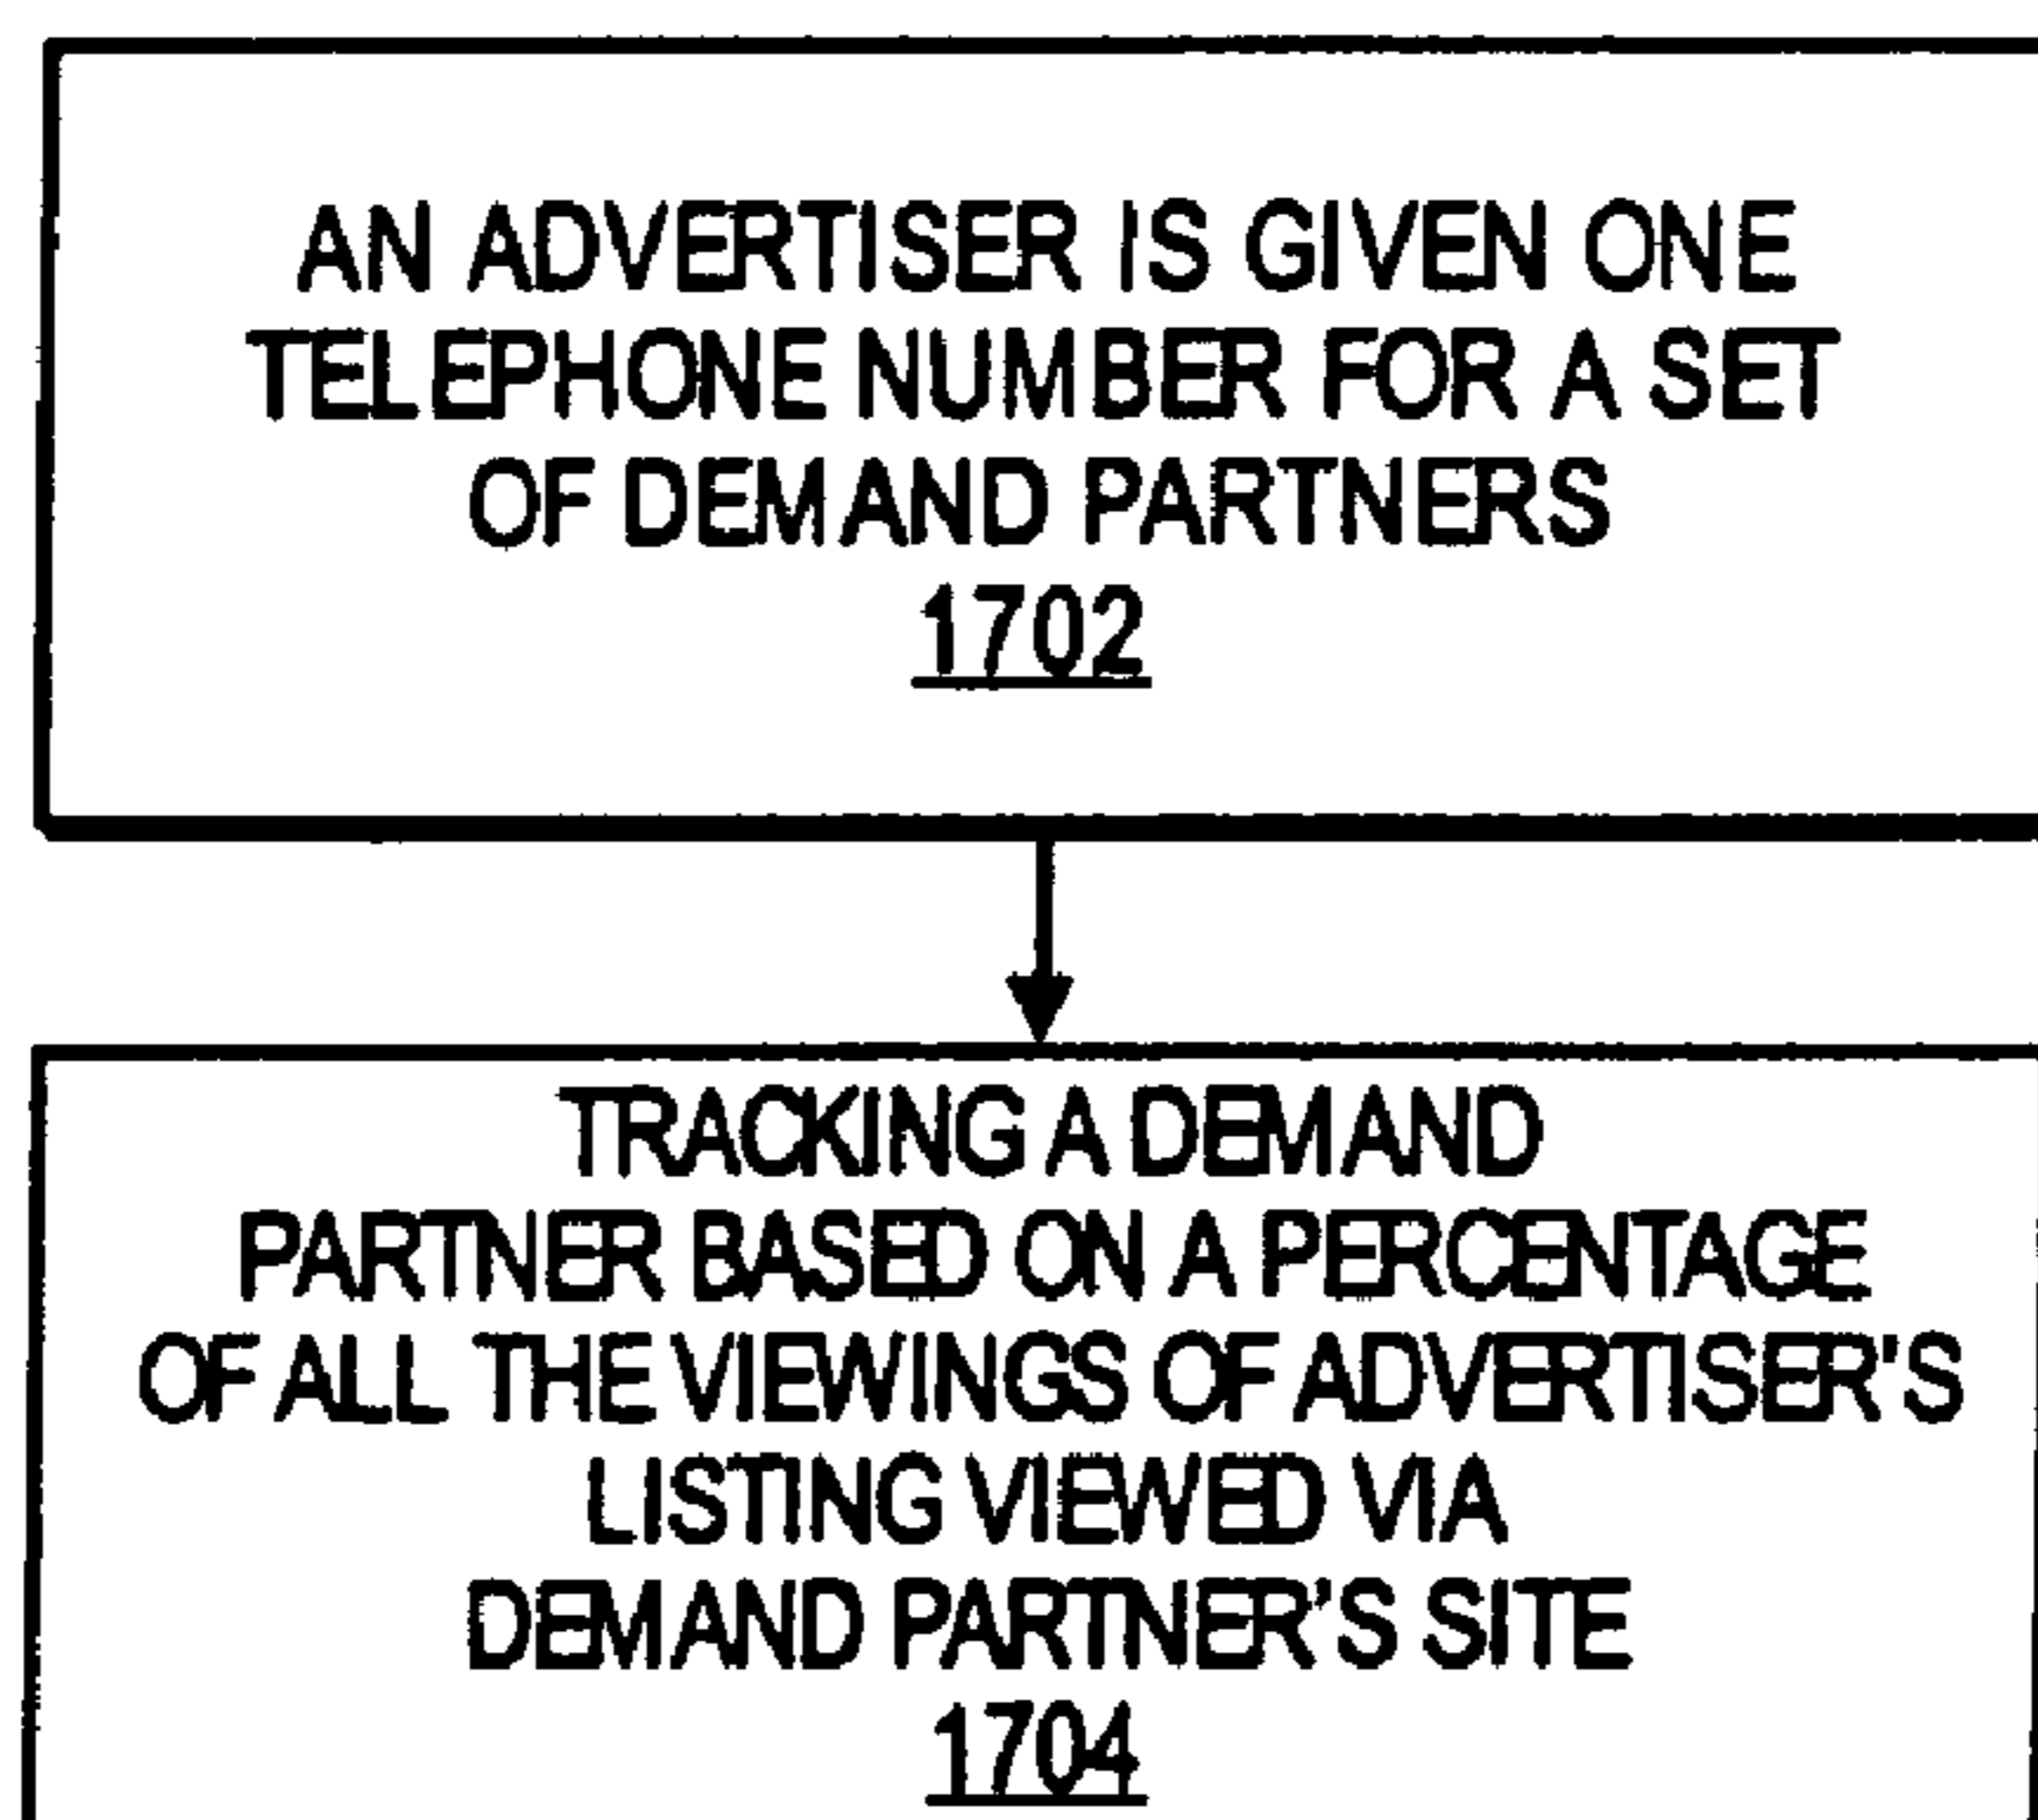 AN ADVERTISER IS GIVEN ONE
TELEPHONE NUMBER FOR A SET
OF DEMAND PARTNERS
1702
TRACKING A DEMAND
PARTNER BASED ON A PERCENTAGE
OF ALL THE VIEWINGS OF ADVERTISER'S
LISTING VIEWED VIA
DEMAND PARTNER'S SITE
1704